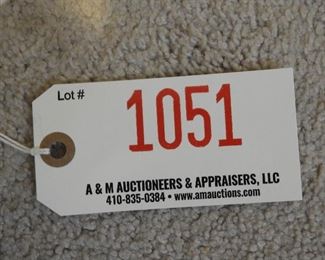 Lot #
1051
A & M AUCTIONEERS & APPRAISERS, LLC
410-835-0384 • www.amauctions.com